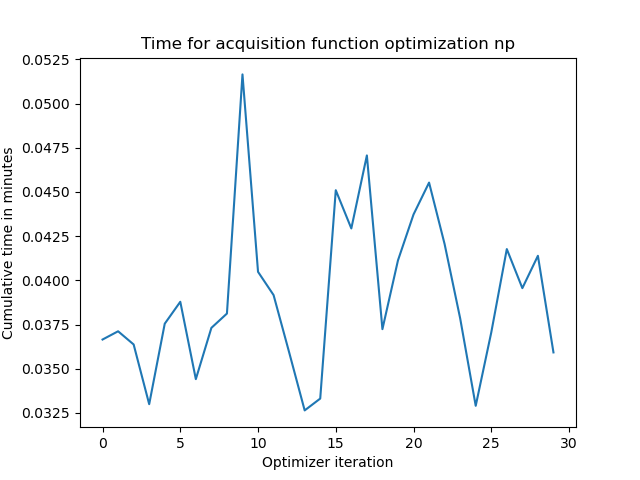 Time for acquisition function optimization np
0.0525
0.0500
0.0475
0.0450
0.0425
0.0400
0.0375
0.0350
0.0325
Cumulative time in minutes
0 5 10 15 20 25 30
Optimizer iteration